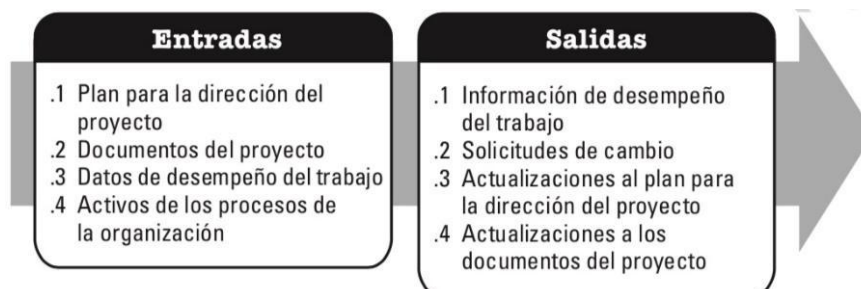 Entradas
.1 Plan para la dirección del
proyecto
.2 Documentos del proyecto
.3 Datos de desempeño del trabajo
.4 Activos de los procesos de
la organización
Salidas
.1 Información de desempeño
del trabajo
.2 Solicitudes de cambio
.3 Actualizaciones al plan para
la dirección del proyecto
.4 Actualizaciones a los
documentos del proyecto